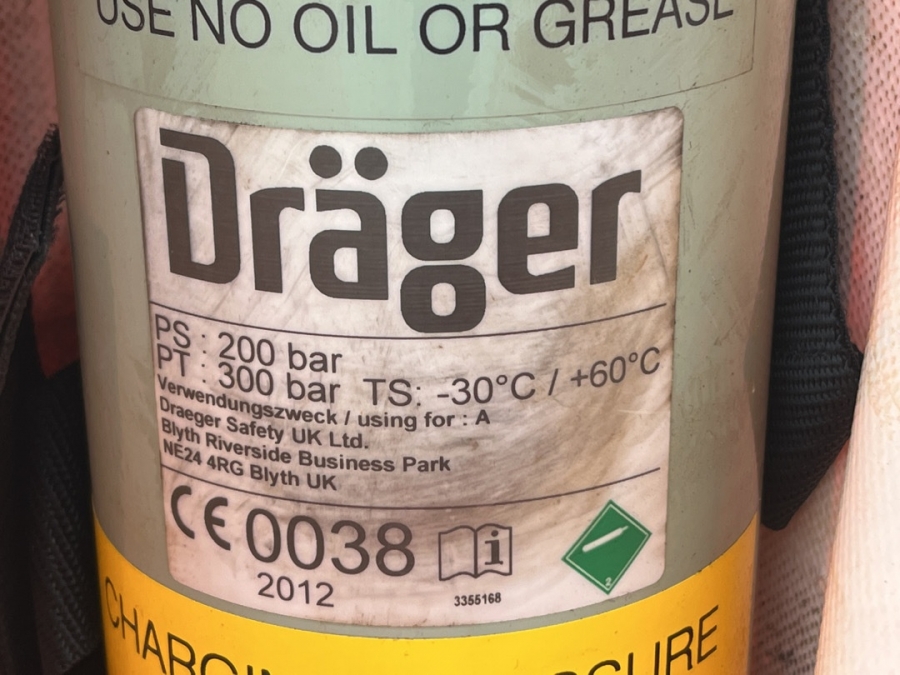 USE NO OIL OR GREASE
Dräger
PS : 200 bar
PT : 300 bar TS: -30°C / +60°C
Verwendungszweck / using for : A
Draeger Safety UK Ltd.
Blyth Riverside Business Park
NE24 4RG Blyth UK
CE 0038
2012
3355168
2